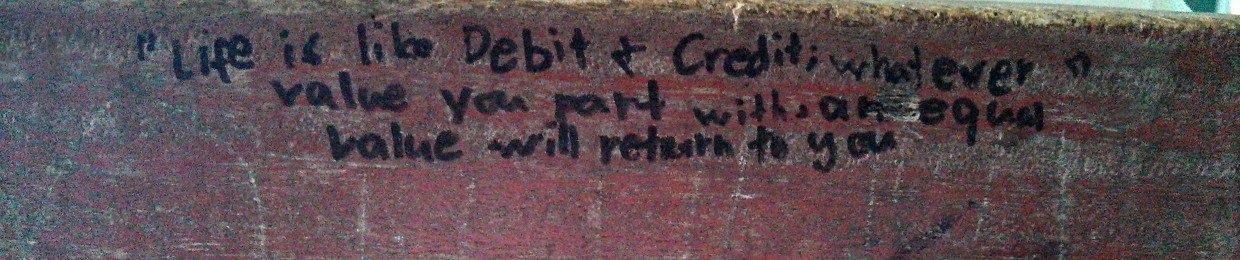 "Life is like Debit & Credit; whatever "
value you part with, an equal
value will return to you